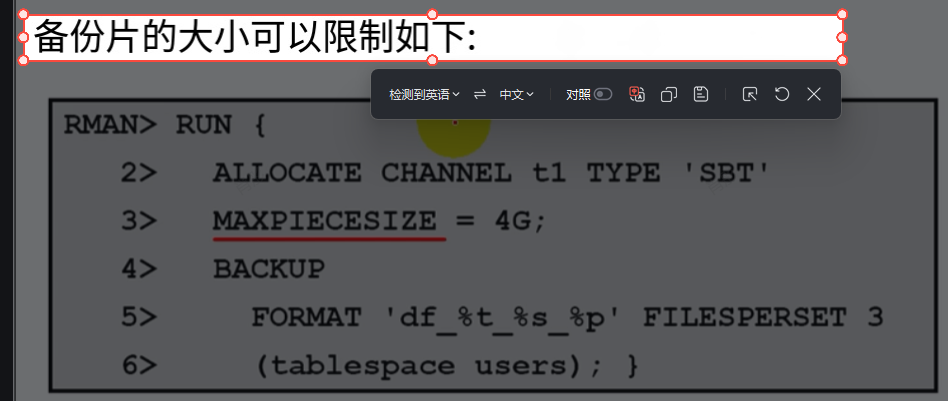 备份片的大小可以限制如下:
检测到英语 中文 对照
RMAN> RUN {
2> ALLOCATE CHANNEL t1 TYPE 'SBT'
3> MAXPIECESIZE = 4G;
4> BACKUP
5> FORMAT 'df_%t_%s_%p' FILESPERSET 3
6> (tablespace users); }